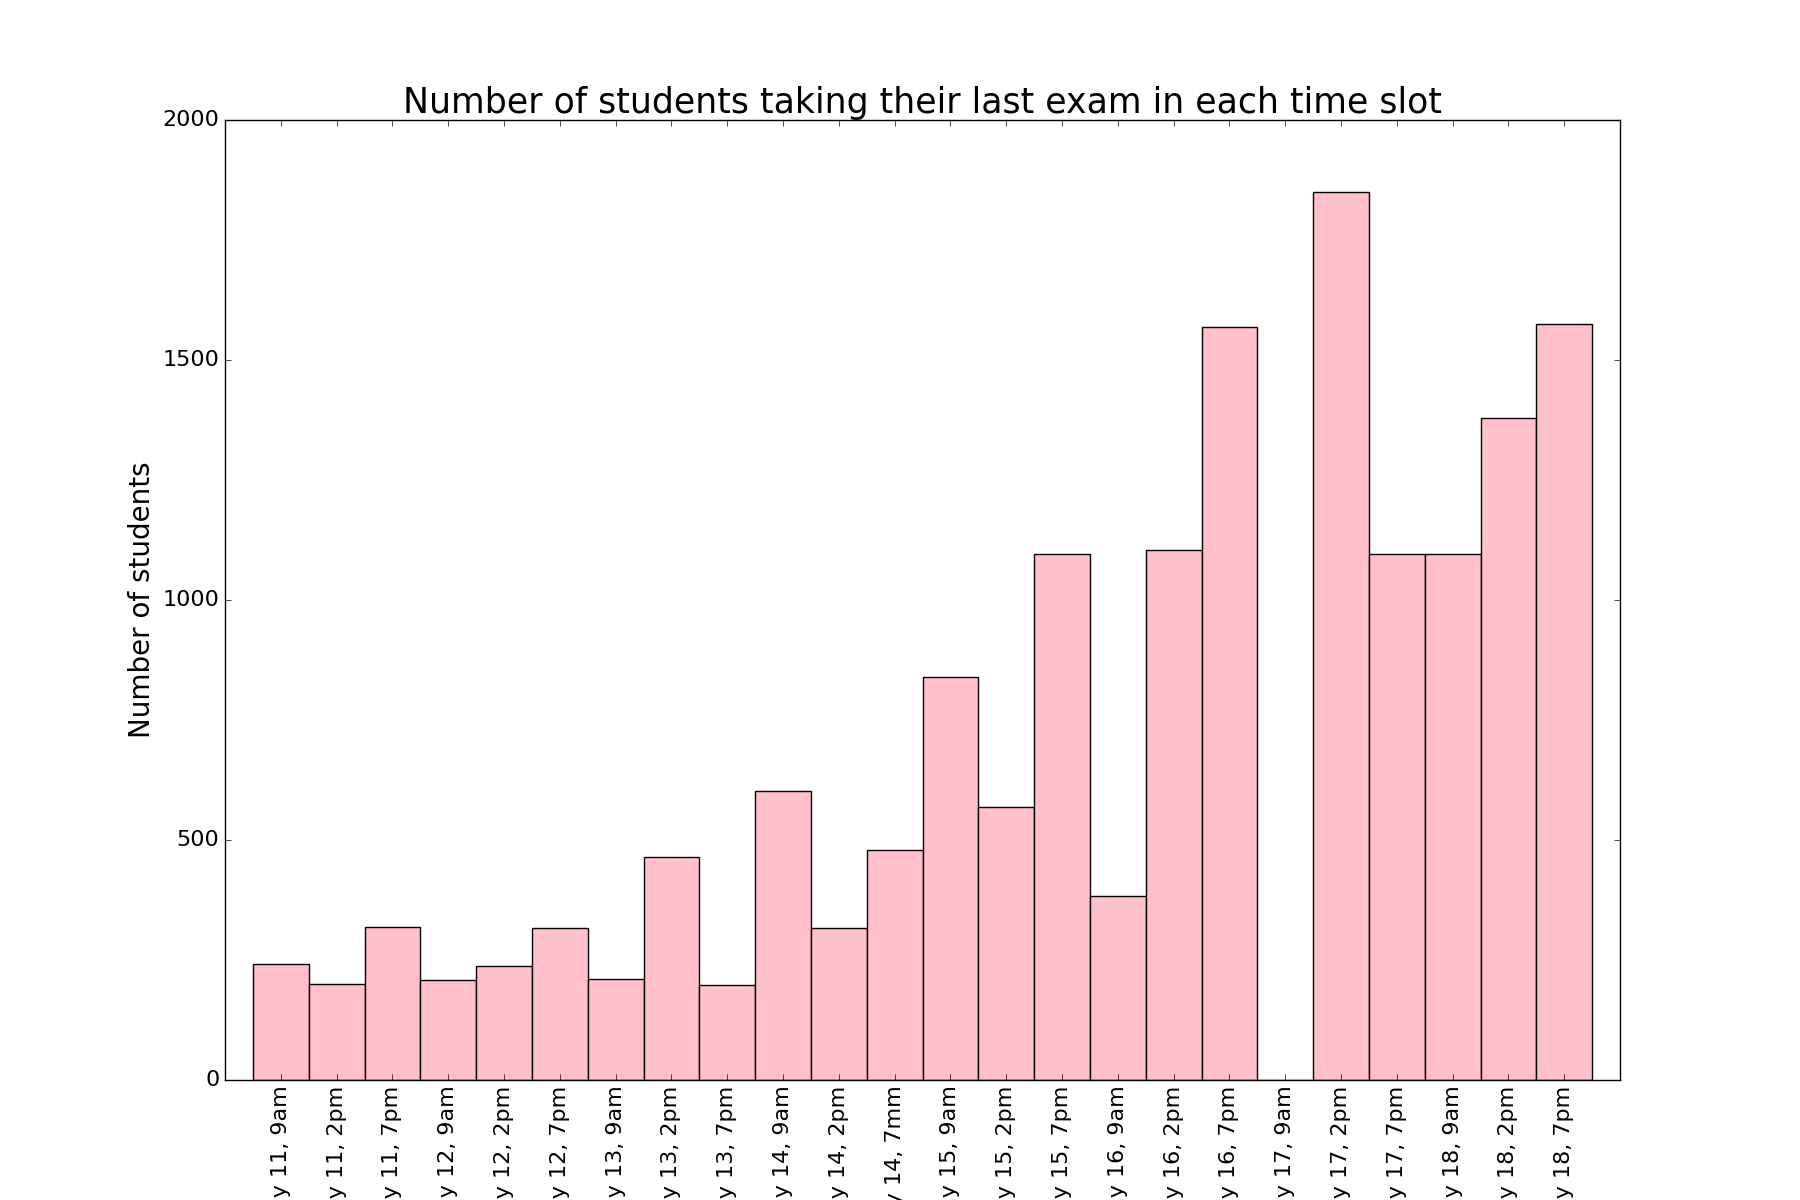 Number of students taking their last exam in each time slot
Number of students
2000
1500
1000
500
0
y 11, 9am
y 11, 2pm
y 11, 7pm
y 12, 9am
y 12, 2pm
y 12, 7pm
y 13, 9am
y 13, 2pm
y 13, 7pm
y 14, 9am
y 14, 2pm
y 14, 7mm
y 15, 9am
y 15, 2pm
y 15, 7pm
y 16, 9am
y 16, 2pm
y 16, 7pm
y 17, 9am
y 17, 2pm
y 17, 7pm
y 18, 9am
y 18, 2pm
y 18, 7pm